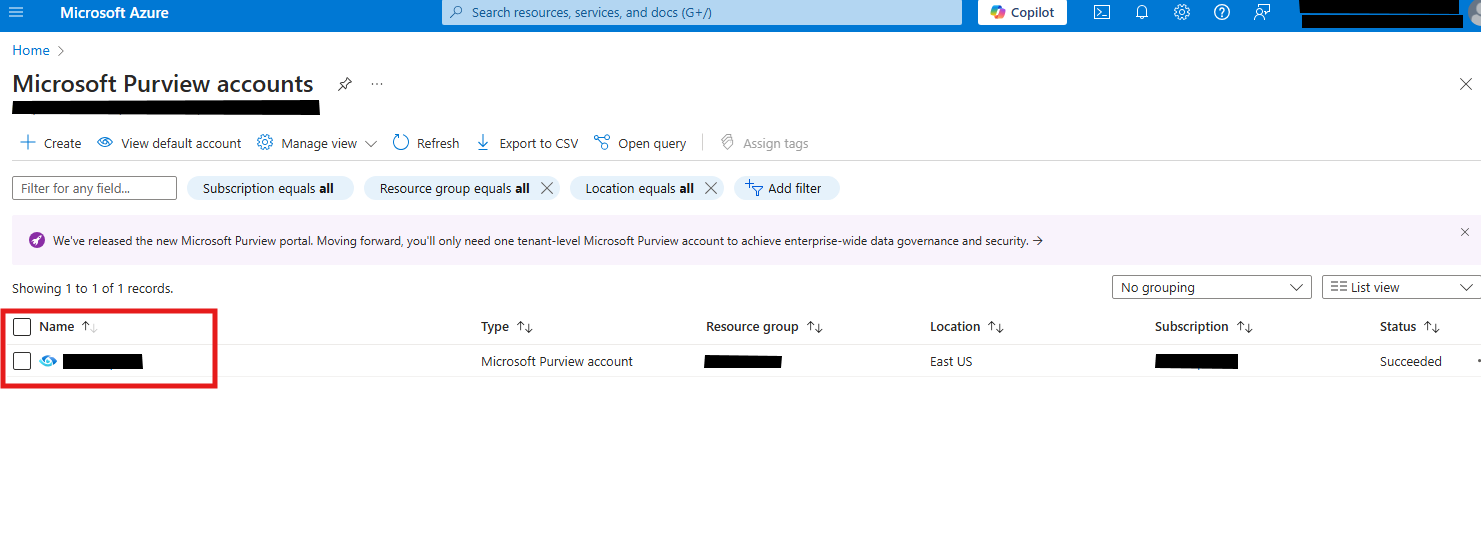 Microsoft Azure Search resources, services, and docs (G+/) Copilot
Home >
Microsoft Purview accounts ...
Create View default account Manage view Refresh Export to CSV Open query Assign tags
Filter for any field... Subscription equals all Resource group equals all Location equals all Add filter
We've released the new Microsoft Purview portal. Moving forward, you'll only need one tenant-level Microsoft Purview account to achieve enterprise-wide data governance and security. →
Showing 1 to 1 of 1 records. No grouping List view
Name ↑↓ Type ↑↓ Resource group ↑↓ Location ↑↓ Subscription ↑↓ Status ↑↓
Microsoft Purview account East US Succeeded